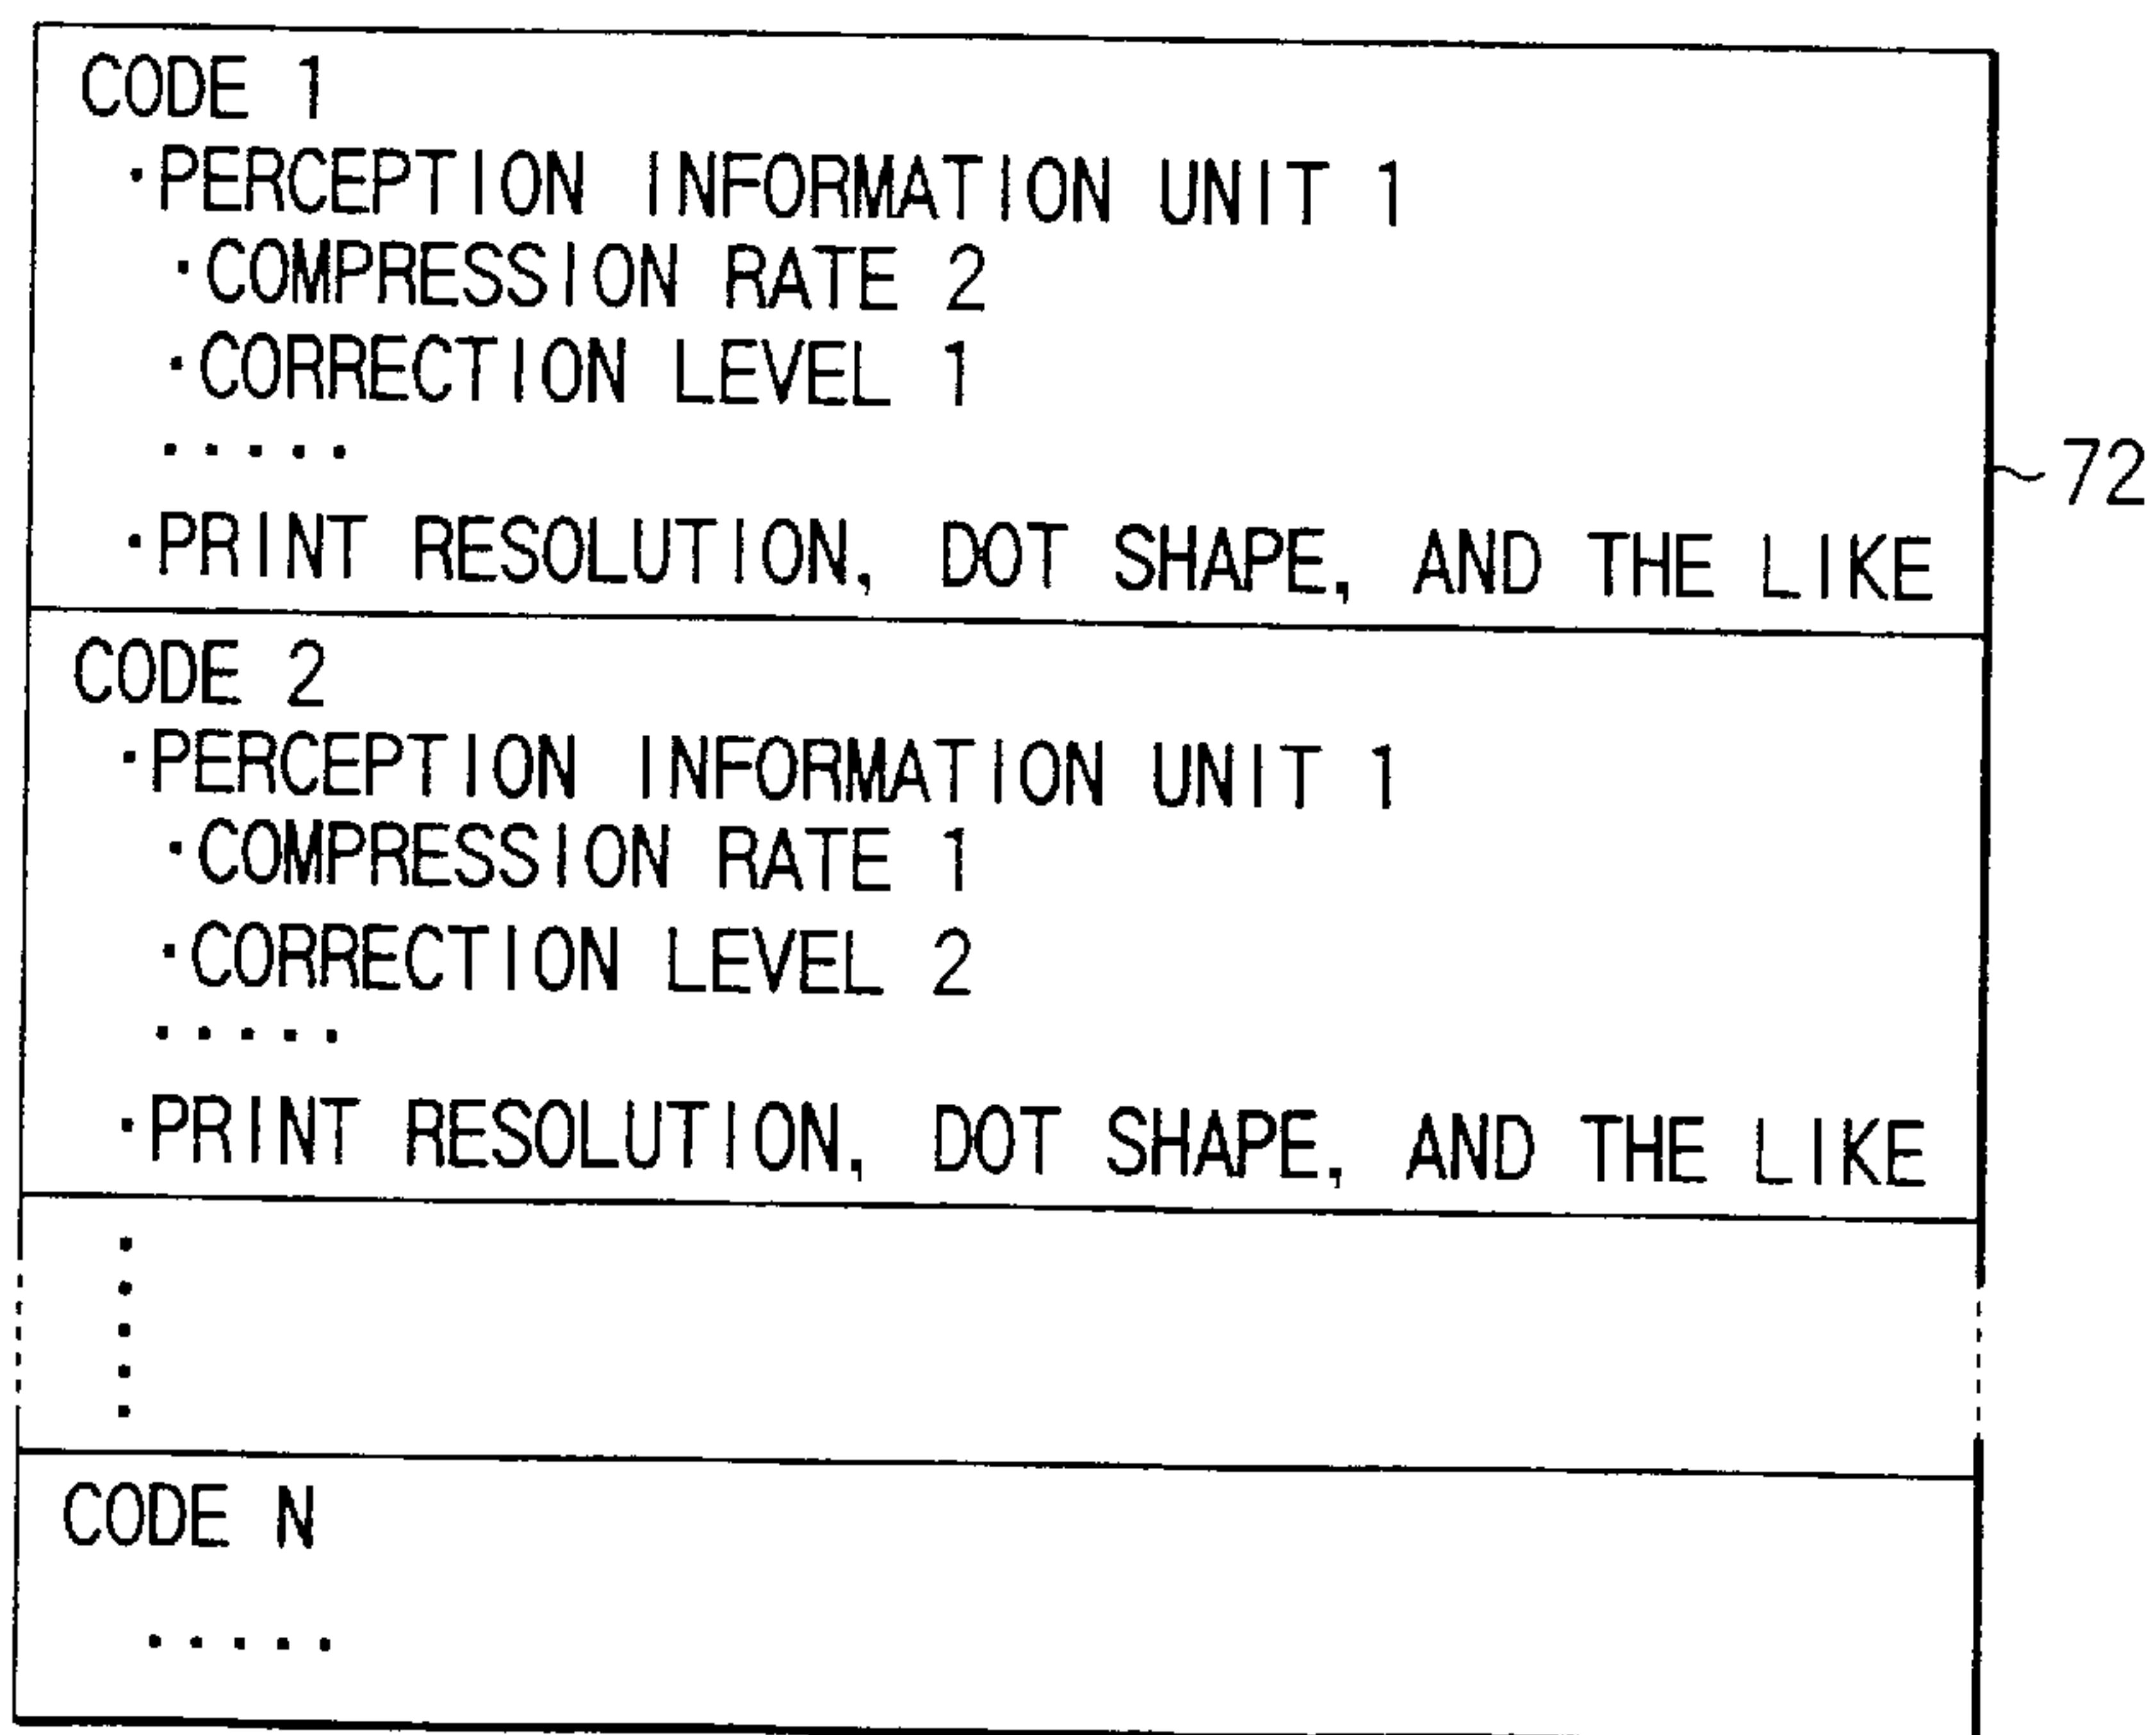 CODE 1
・PERCEPTION INFORMATION UNIT 1
・COMPRESSION RATE 2
・CORRECTION LEVEL 1
・・・・・
72
・PRINT RESOLUTION, DOT SHAPE, AND THE LIKE
CODE 2
・PERCEPTION INFORMATION UNIT 1
・COMPRESSION RATE 1
・CORRECTION LEVEL 2
・・・・・
・PRINT RESOLUTION, DOT SHAPE, AND THE LIKE
CODE N
・・・・・